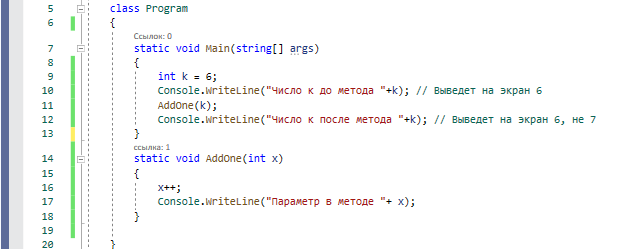 5 class Program
6 {
Ссылок: 0
7 static void Main(string[] args)
8 {
9 int k = 6;
10 Console.WriteLine("Число к до метода "+k); // Выведет на экран 6
11 AddOne(k);
12 Console.WriteLine("Число к после метода "+k); // Выведет на экран 6, не 7
13 }
ссылка: 1
14 static void AddOne(int x)
15 {
16 x++;
17 Console.WriteLine("Параметр в методе "+ x);
18 }
19
20 }